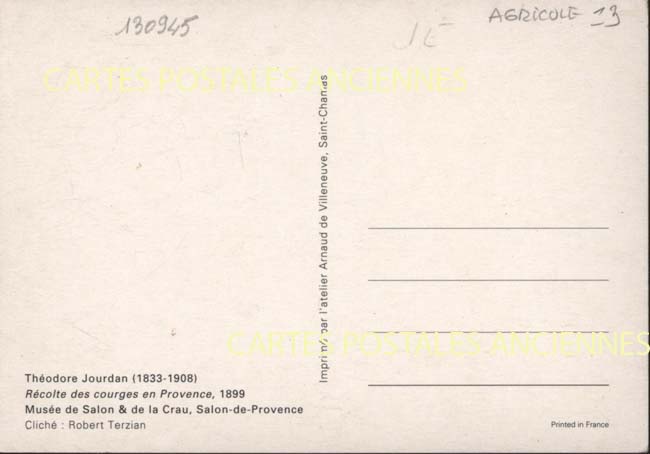 130945
AGRICOLE 13
CARTES POSTALES ANCIENNES
Imprimé par l'atelier Arnaud de Villeneuve, Saint-Chamas
CARTES POSTALES ANCIENNES
Théodore Jourdan (1833-1908)
Récolte des courges en Provence, 1899
Musée de Salon & de la Crau, Salon-de-Provence
Cliché : Robert Terzian
Printed in France